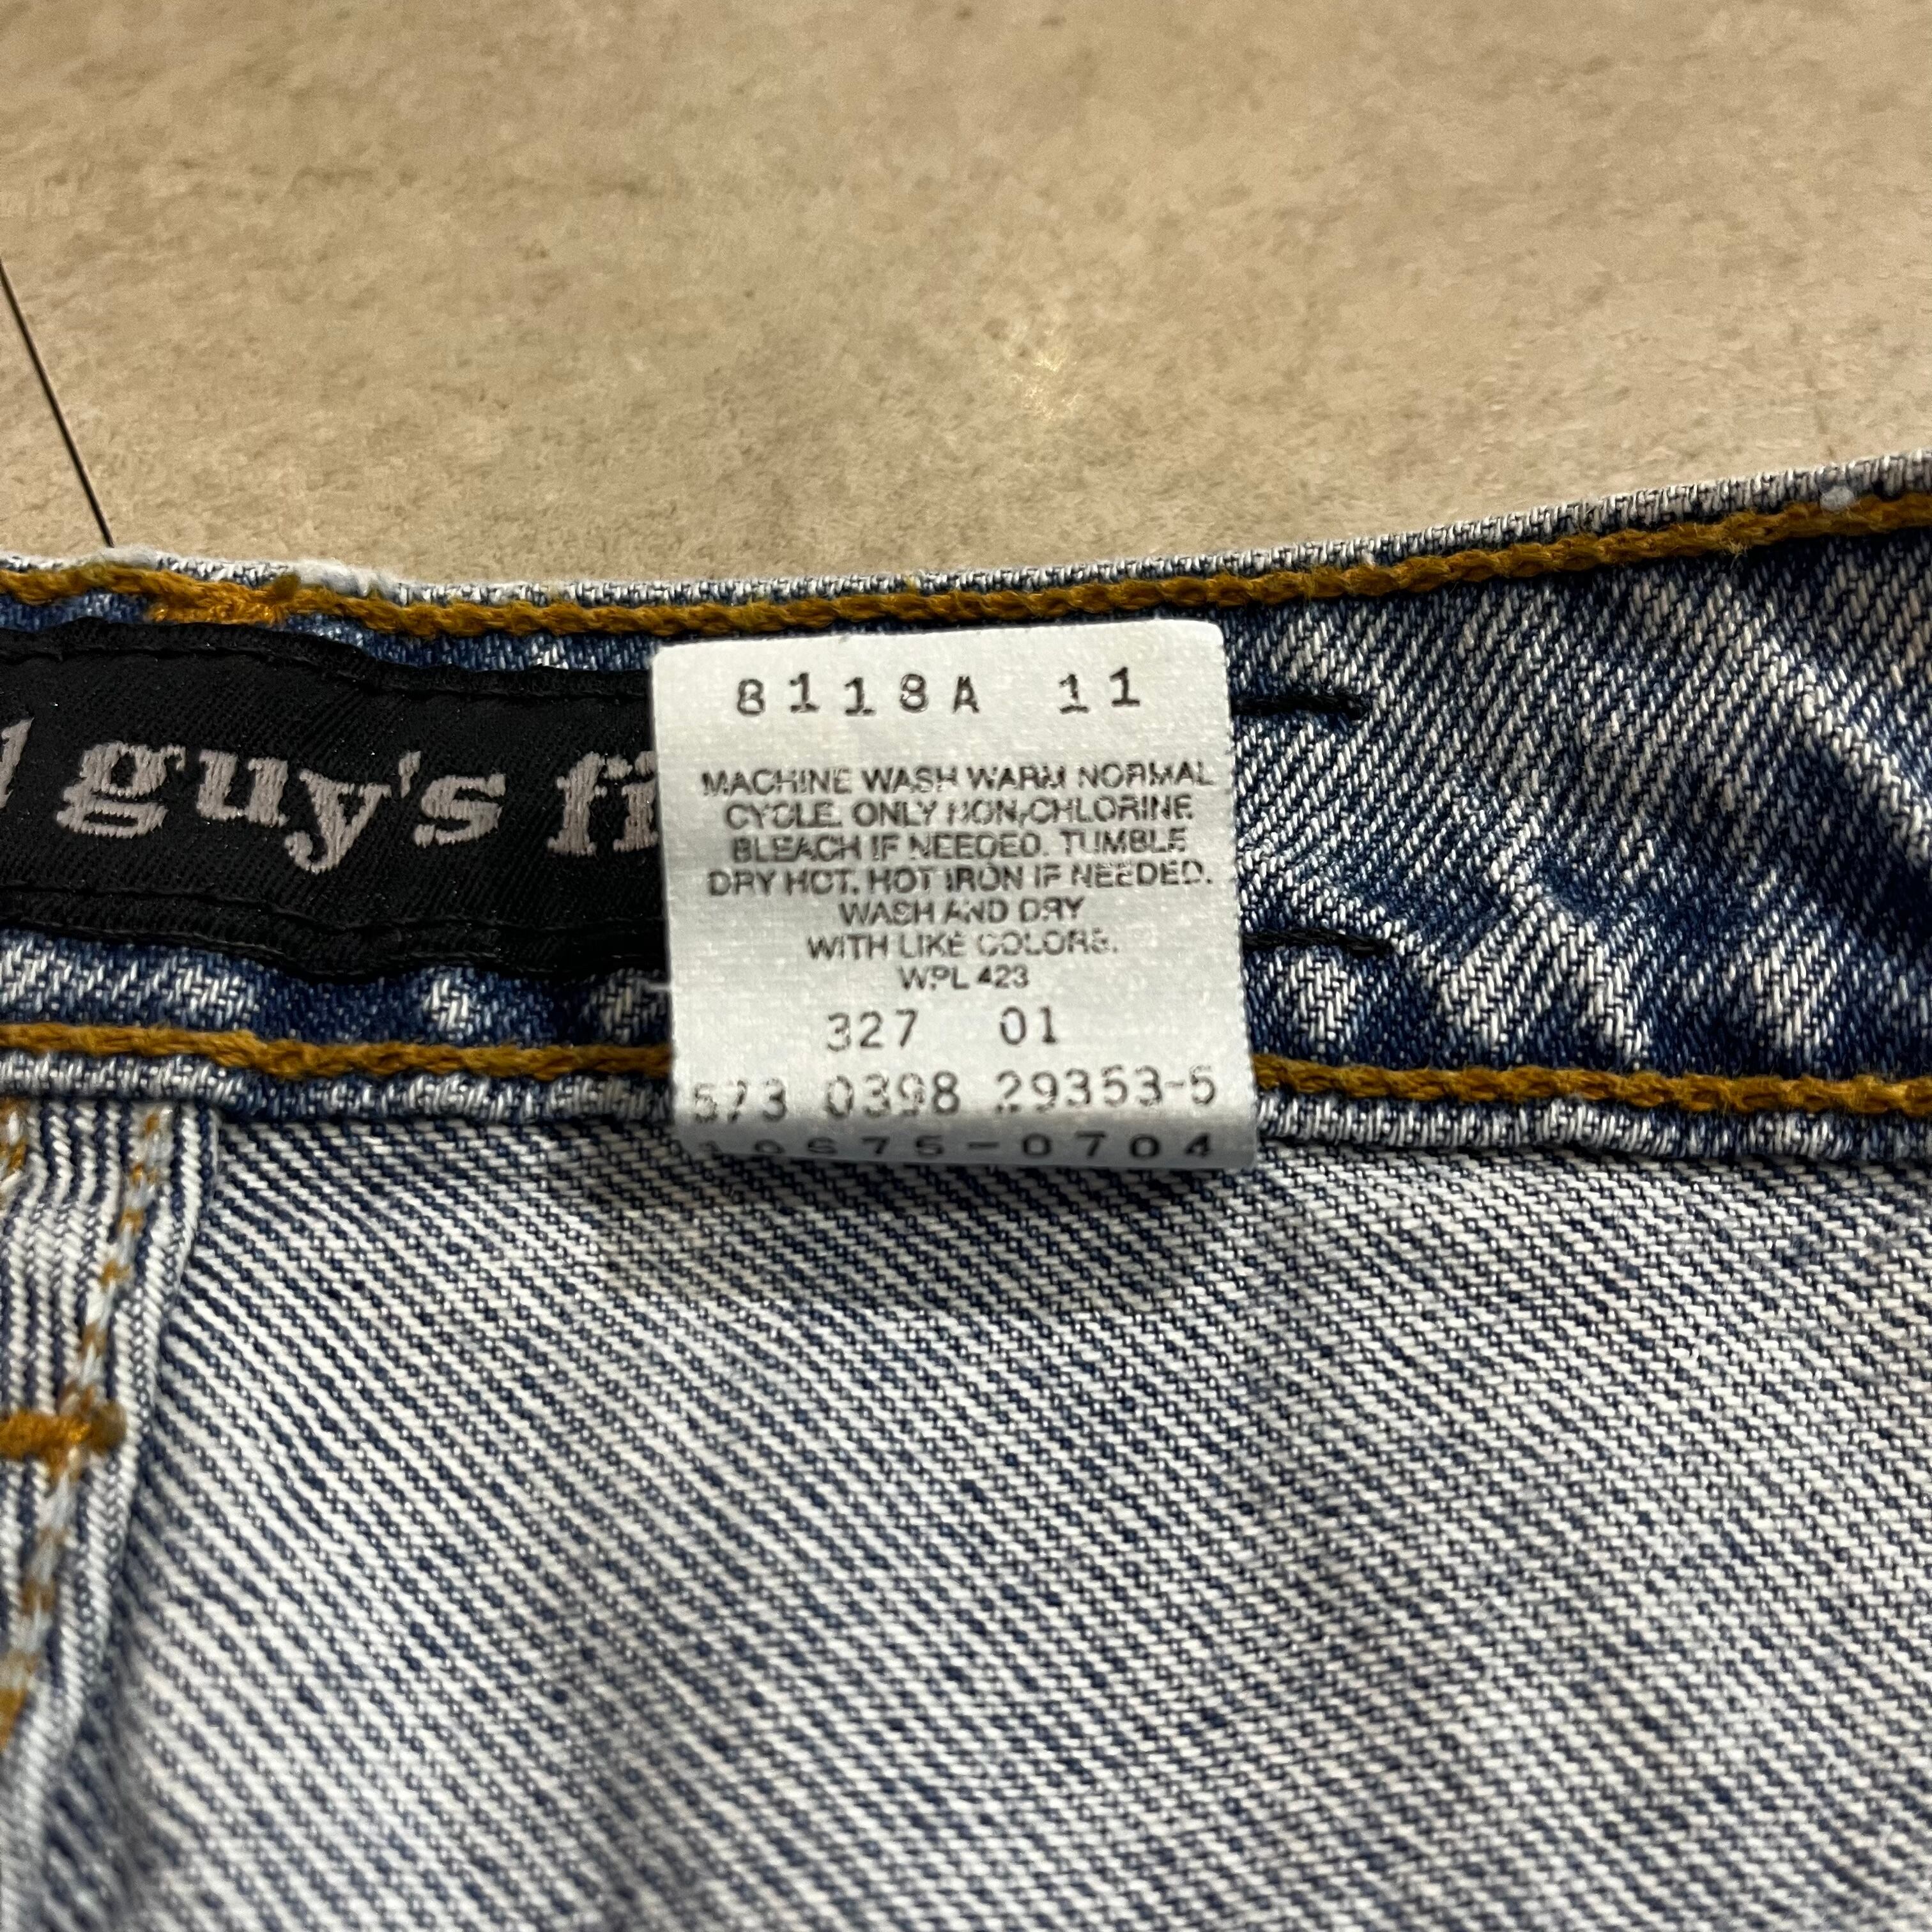 guy's
8118A 11
MACHINE WASH WARM NORMAL
CYCLE. ONLY NON-CHLORINE
BLEACH IF NEEDED. TUMBLE
DRY HOT. HOT IRON IF NEEDED.
WASH AND DRY
WITH LIKE COLORS.
WPL 423
327 01
573 0398 29353-5